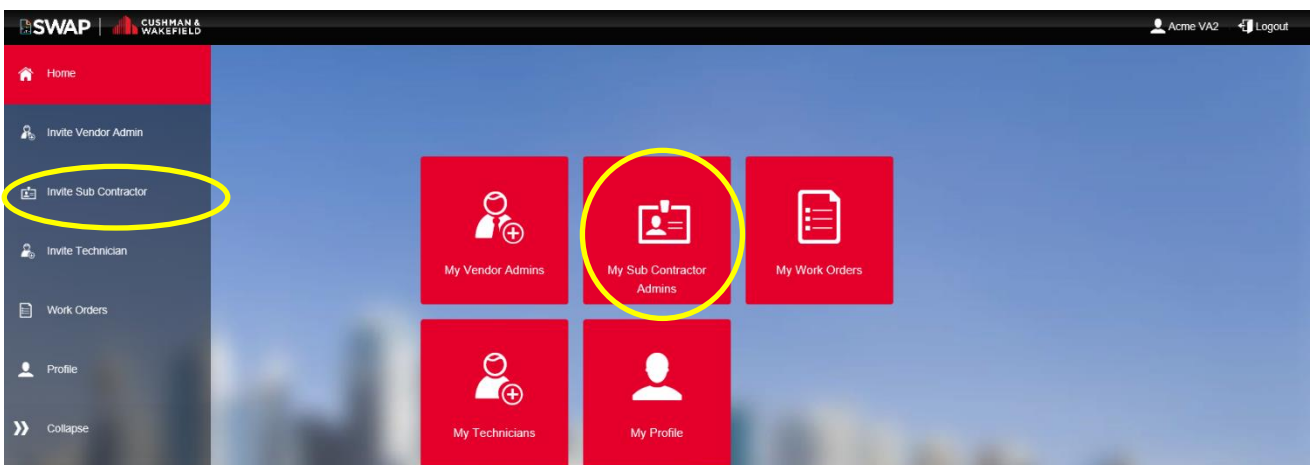 SWAP
CUSHMAN &
WAKEFIELD
Acme VA2
Logout
Home
Invite Vendor Admin
Invite Sub Contractor
Invite Technician
Work Orders
Profile
Collapse
My Vendor Admins
My Sub Contractor
Admins
My Work Orders
My Technicians
My Profile